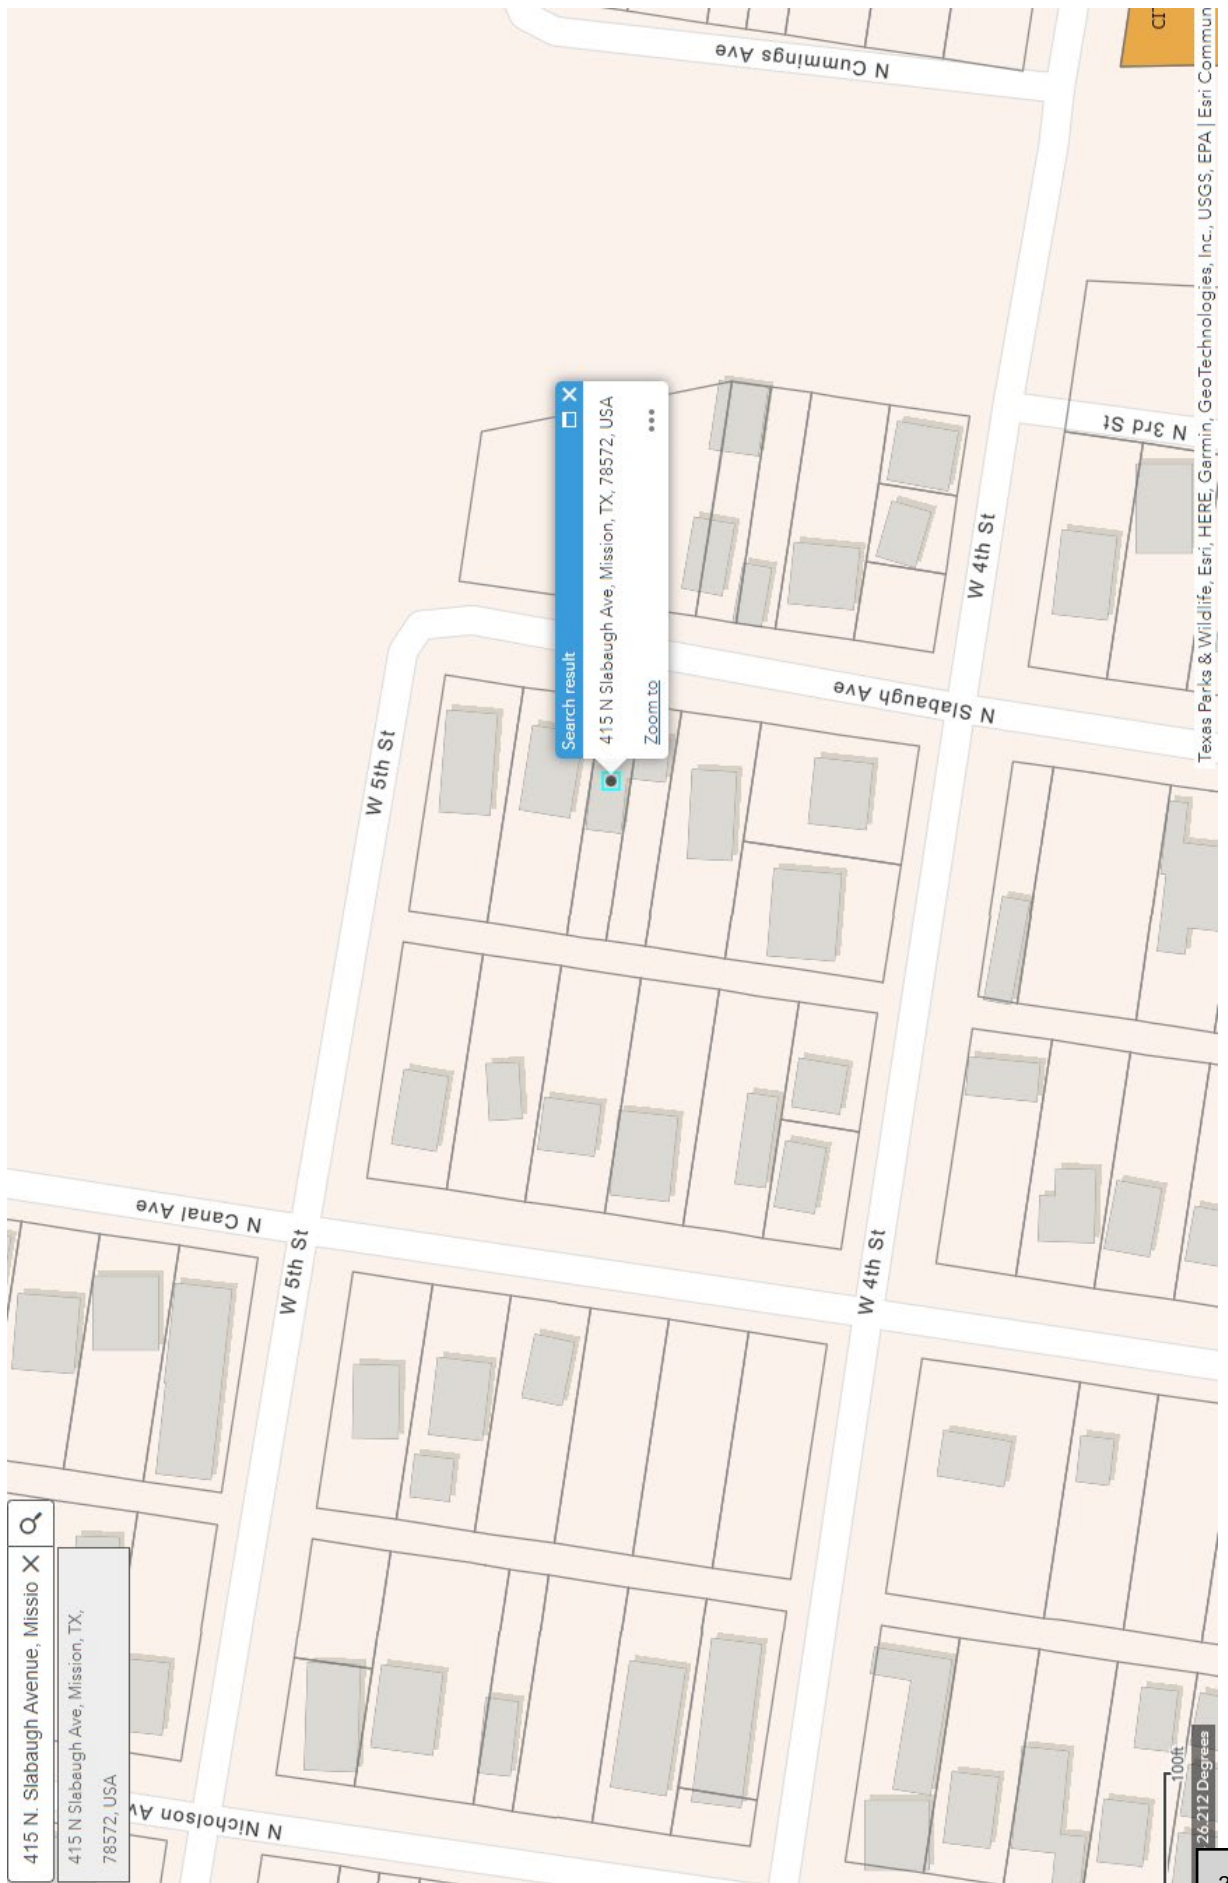 415 N. Slabaugh Avenue, Missio
415 N Slabaugh Ave, Mission, TX,
78572, USA
N Canal Ave
W 5th St
W 5th St
N Nicholson Av
Search result
415 N Slabaugh Ave, Mission, TX, 78572, USA
Zoom to
•••
N Cummings Ave
N Slabaugh Ave
W 4th St
W 4th St
N 3rd St
100ft
26.212 Degrees
Texas Parks & Wildlife, Esri, HERE, Garmin, GeoTechnologies, Inc., USGS, EPA | Esri Commun